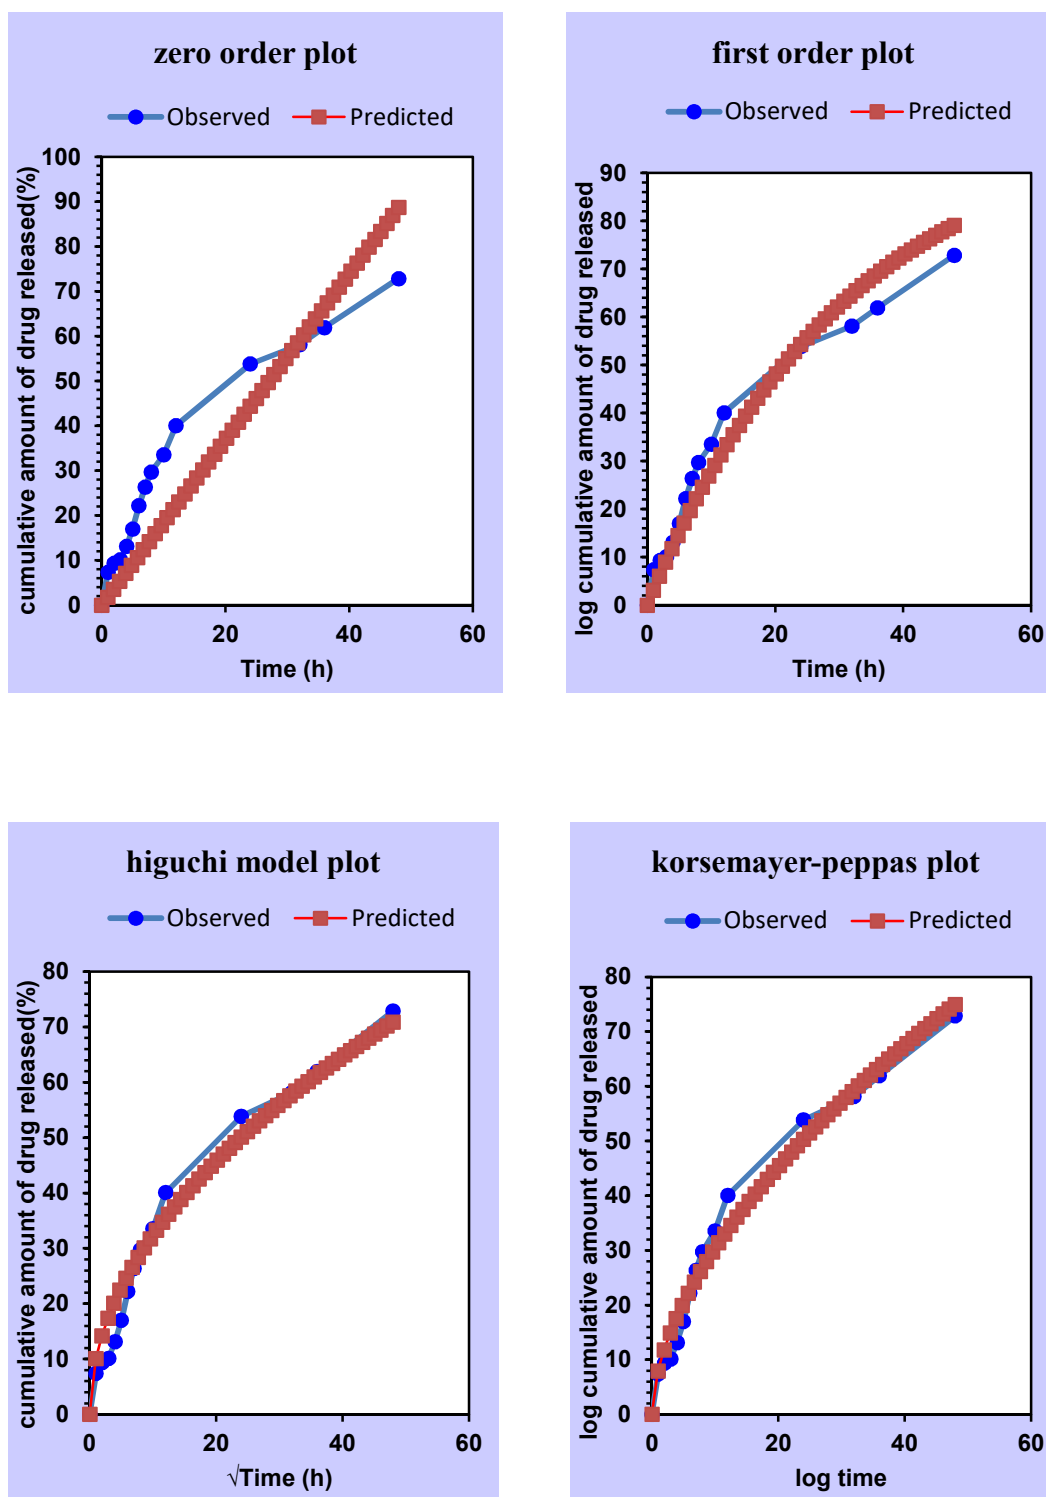 zero order plot
Observed Predicted
cumulative amount of drug released(%)
100
90
80
70
60
50
40
30
20
10
0
0 20 40 60
Time (h)
first order plot
Observed Predicted
log cumulative amount of drug released
90
80
70
60
50
40
30
20
10
0
0 20 40 60
Time (h)
higuchi model plot
Observed Predicted
cumulative amount of drug released(%)
80
70
60
50
40
30
20
10
0
0 20 40 60
√Time (h)
korsemayer-peppas plot
Observed Predicted
log cumulative amount of drug released
80
70
60
50
40
30
20
10
0
0 20 40 60
log time